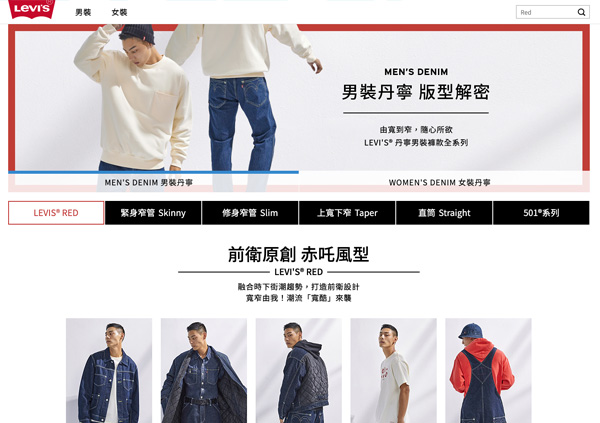 LEVI'S
男裝 女裝
Red
MEN'S DENIM
男裝丹寧 版型解密
由寬到窄，隨心所欲
LEVI'S® 丹寧男裝褲款全系列
MEN'S DENIM 男裝丹寧
WOMEN'S DENIM 女裝丹寧
LEVIS® RED
緊身窄管 Skinny
修身窄管 Slim
上寬下窄 Taper
直筒 Straight
501®系列
前衛原創 赤吒風型
LEVI'S® RED
融合時下街潮趨勢，打造前衛設計
寬窄由我！潮流「寬酷」來襲